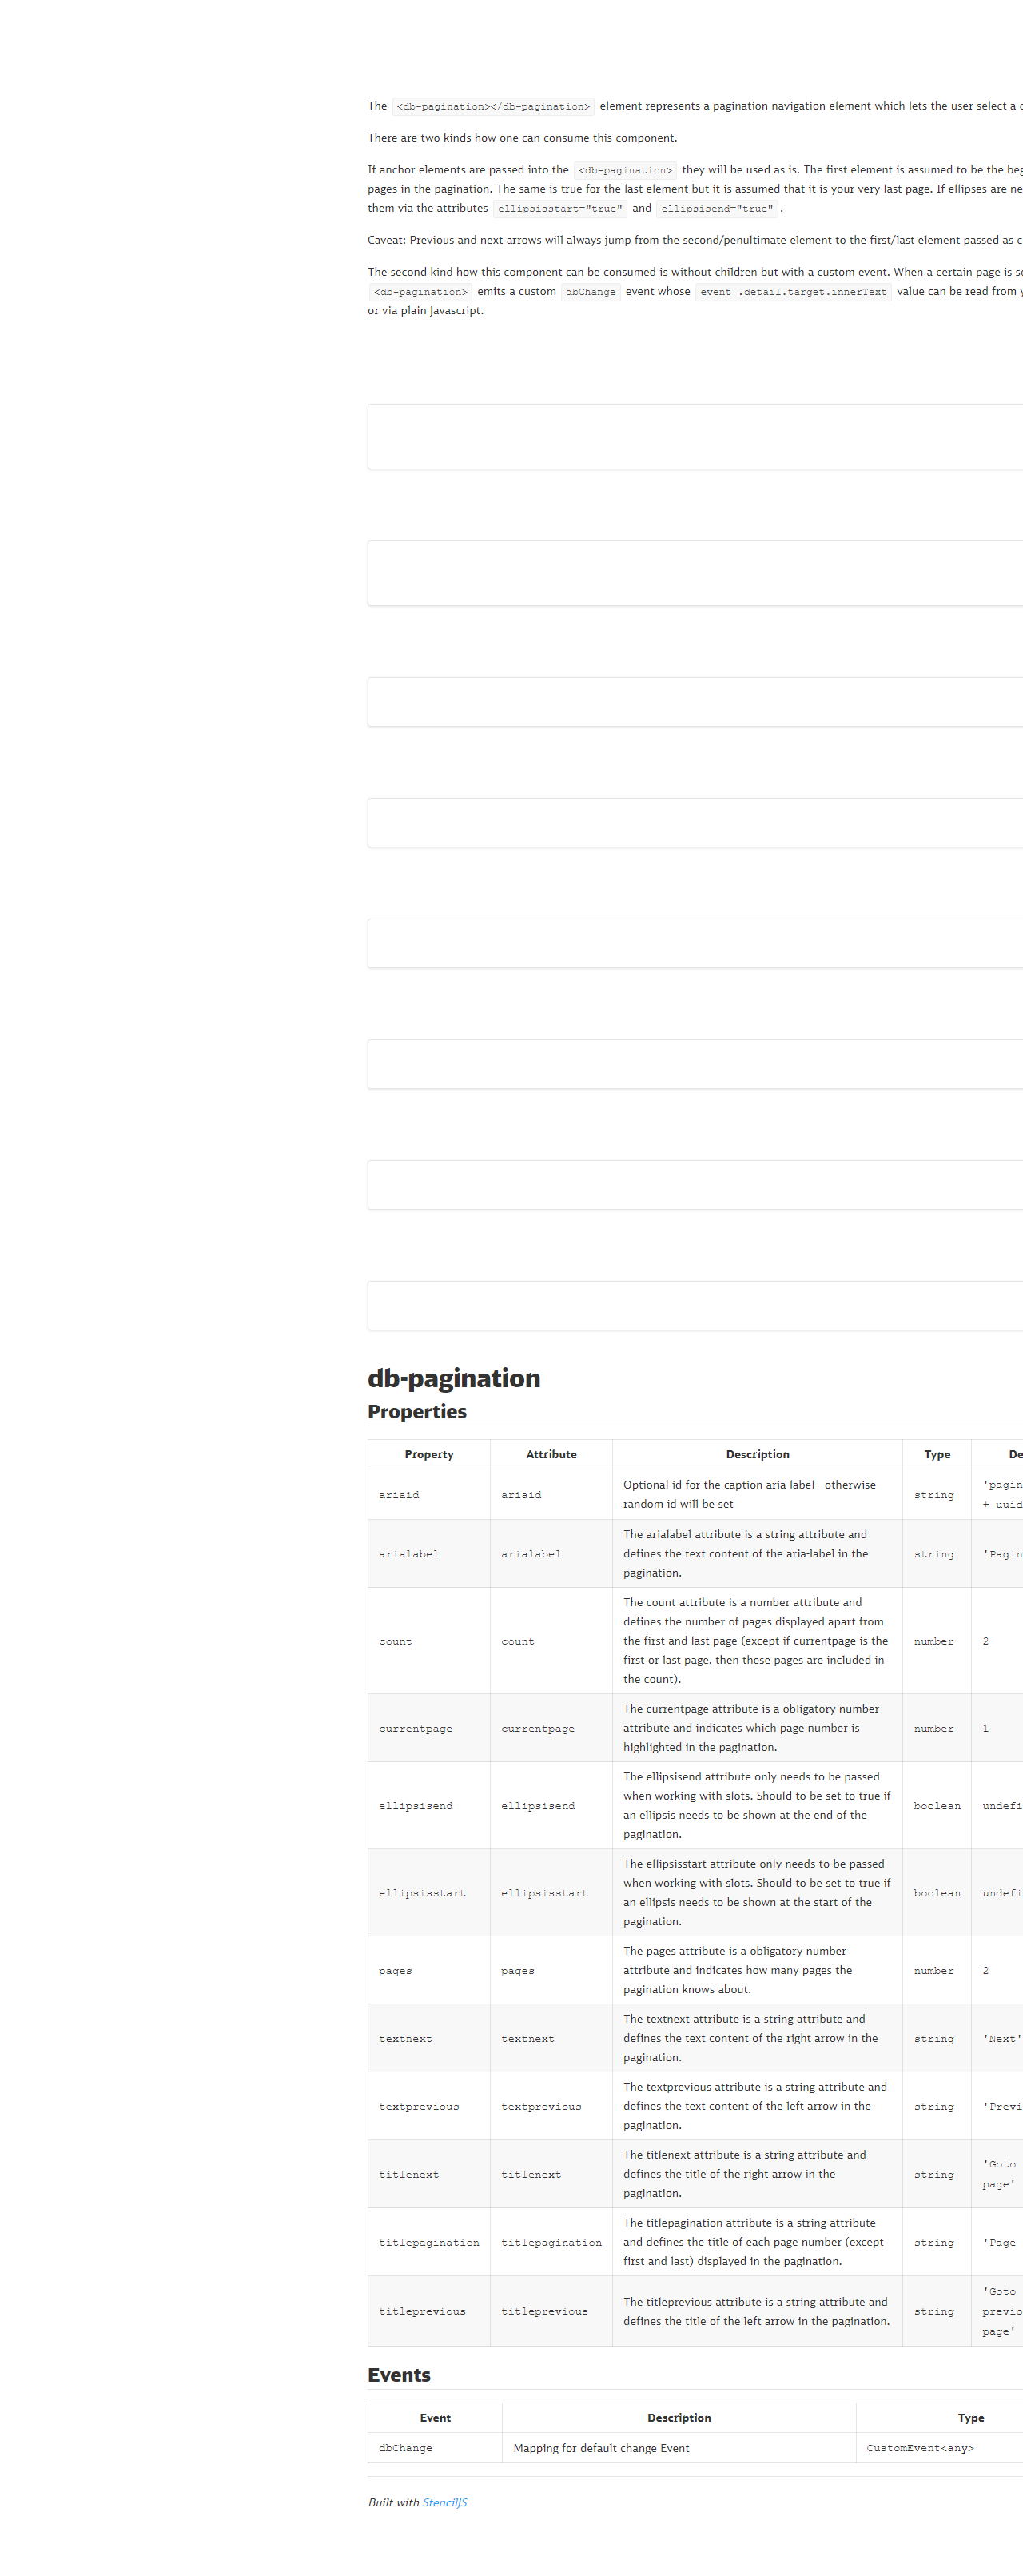 The <db-pagination></db-pagination> element represents a pagination navigation element which lets the user select a
There are two kinds how one can consume this component.
If anchor elements are passed into the <db-pagination> they will be used as is. The first element is assumed to be the
pages in the pagination. The same is true for the last element but it is assumed that it is your very last page. If ellipses are
them via the attributes ellipsisstart="true" and ellipsisend="true" .
Caveat: Previous and next arrows will always jump from the second/penultimate element to the first/last element passed as
The second kind how this component can be consumed is without children but with a custom event. When a certain page is
<db-pagination> emits a custom dbChange event whose event .detail.target.innerText value can be read from
or via plain Javascript.
db-pagination
Properties
Property Attribute Description Type De
ariaid ariaid Optional id for the caption aria label - otherwise random id will be set string 'pagin + uuid
arialabel arialabel The arialabel attribute is a string attribute and defines the text content of the aria-label in the pagination. string 'Pagin
count count The count attribute is a number attribute and defines the number of pages displayed apart from the first and last page (except if currentpage is the first or last page, then these pages are included in the count). number 2
currentpage currentpage The currentpage attribute is a obligatory number attribute and indicates which page number is highlighted in the pagination. number 1
ellipsisend ellipsisend The ellipsisend attribute only needs to be passed when working with slots. Should to be set to true if an ellipsis needs to be shown at the end of the pagination. boolean undefi
ellipsisstart ellipsisstart The ellipsisstart attribute only needs to be passed when working with slots. Should to be set to true if an ellipsis needs to be shown at the start of the pagination. boolean undefi
pages pages The pages attribute is a obligatory number attribute and indicates how many pages the pagination knows about. number 2
textnext textnext The textnext attribute is a string attribute and defines the text content of the right arrow in the pagination. string 'Next'
textprevious textprevious The textprevious attribute is a string attribute and defines the text content of the left arrow in the pagination. string 'Previ
titlenext titlenext The titlenext attribute is a string attribute and defines the title of the right arrow in the pagination. string 'Goto page'
titlepagination titlepagination The titlepagination attribute is a string attribute and defines the title of each page number (except first and last) displayed in the pagination. string 'Page
titleprevious titleprevious The titleprevious attribute is a string attribute and defines the title of the left arrow in the pagination. string 'Goto previo page'
Events
Event Description Type
dbChange Mapping for default change Event CustomEvent<any>
Built with StencilJS